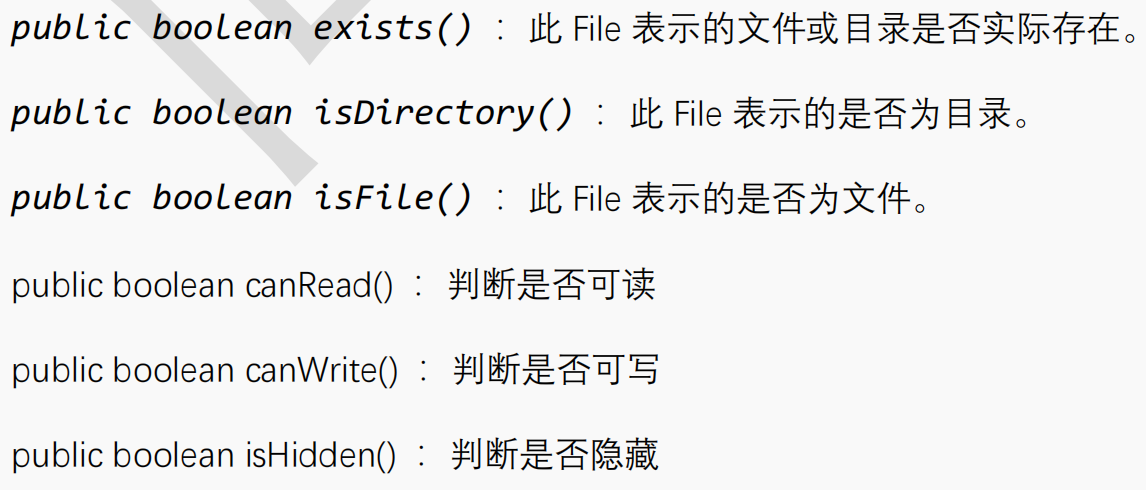 public boolean exists() : 此 File 表示的文件或目录是否实际存在。
public boolean isDirectory() : 此 File 表示的是否为目录。
public boolean isFile() : 此 File 表示的是否为文件。
public boolean canRead() : 判断是否可读
public boolean canWrite() : 判断是否可写
public boolean isHidden() : 判断是否隐藏